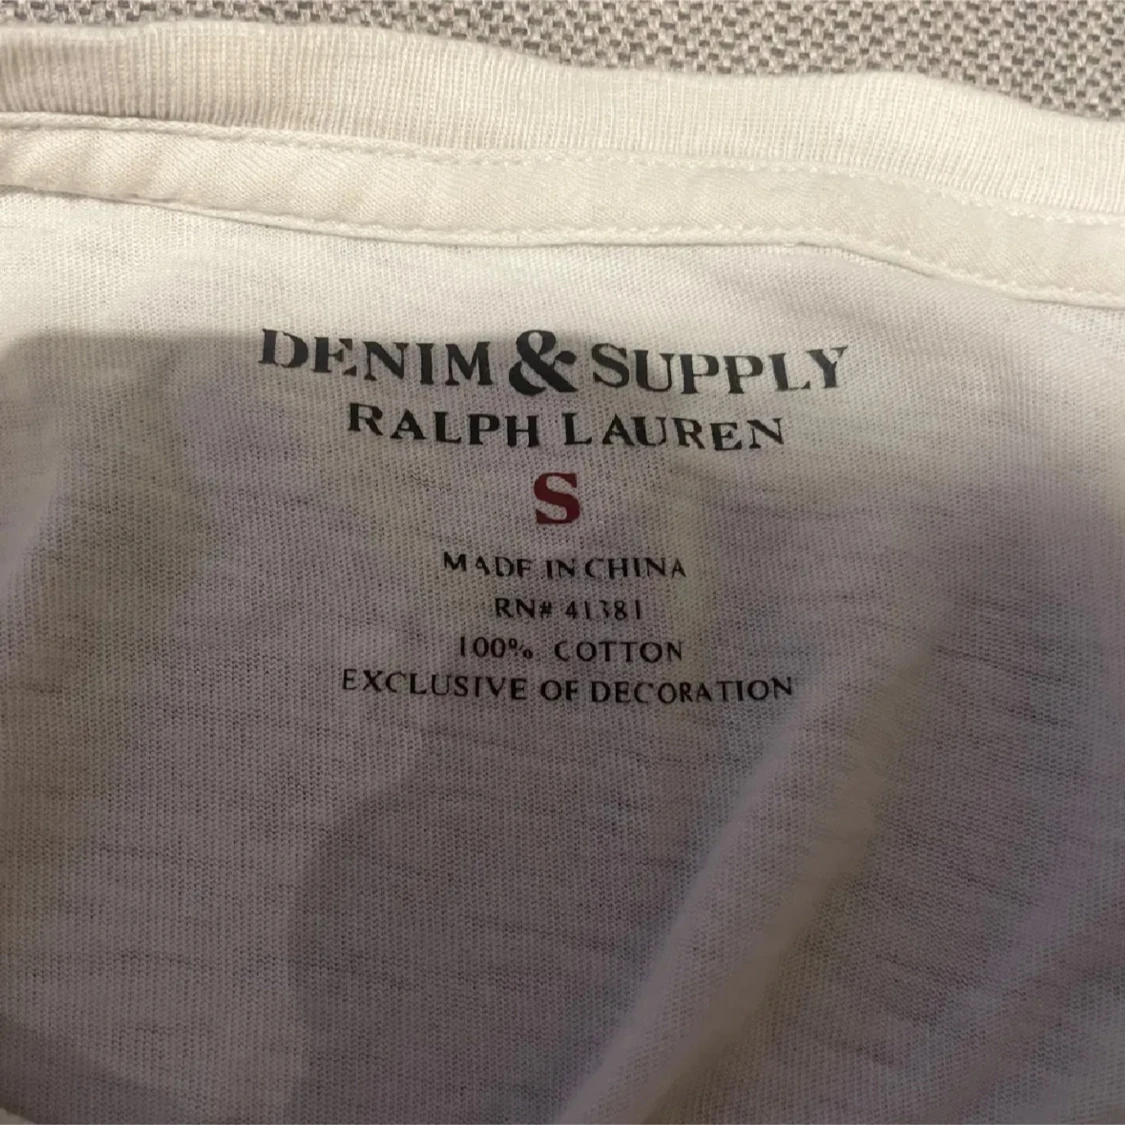 DENIM & SUPPLY
RALPH LAUREN
S
MADE IN CHINA
RN# 41381
100% COTTON
EXCLUSIVE OF DECORATION